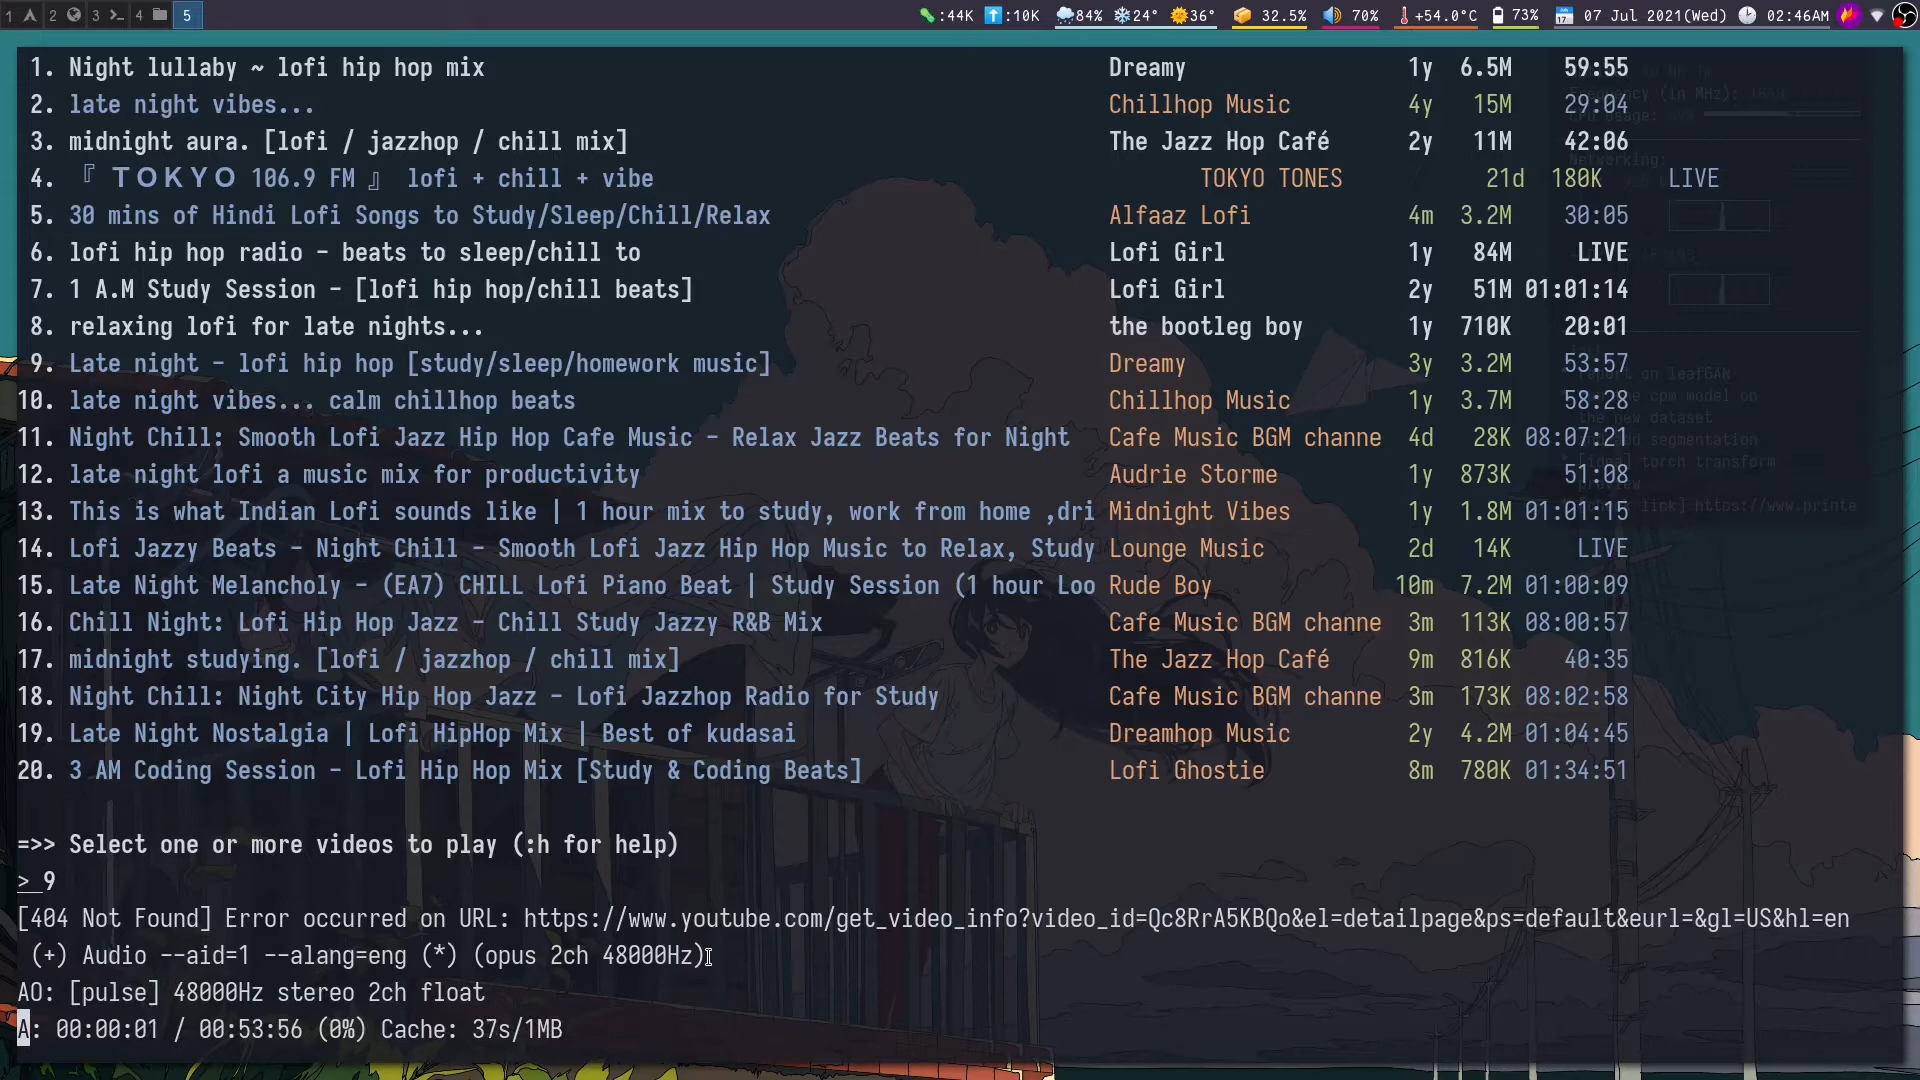 1 2 3 4 5 :44K :10K 84% 24° 36° 32.5% 70% +54.0°C 73% 07 Jul 2021(Wed) 02:46AM
1. Night lullaby ~ lofi hip hop mix Dreamy 1y 6.5M 59:55
2. late night vibes... Chillhop Music 4y 15M 29:04
3. midnight aura. [lofi / jazzhop / chill mix] The Jazz Hop Café 2y 11M 42:06
4. 『 TOKYO 106.9 FM 』 lofi + chill + vibe TOKYO TONES 21d 180K LIVE
5. 30 mins of Hindi Lofi Songs to Study/Sleep/Chill/Relax Alfaaz Lofi 4m 3.2M 30:05
6. lofi hip hop radio - beats to sleep/chill to Lofi Girl 1y 84M LIVE
7. 1 A.M Study Session - [lofi hip hop/chill beats] Lofi Girl 2y 51M 01:01:14
8. relaxing lofi for late nights... the bootleg boy 1y 710K 20:01
9. Late night - lofi hip hop [study/sleep/homework music] Dreamy 3y 3.2M 53:57
10. late night vibes... calm chillhop beats Chillhop Music 1y 3.7M 58:28
11. Night Chill: Smooth Lofi Jazz Hip Hop Cafe Music - Relax Jazz Beats for Night Cafe Music BGM channe 4d 28K 08:07:21
12. late night lofi a music mix for productivity Audrie Storme 1y 873K 51:08
13. This is what Indian Lofi sounds like | 1 hour mix to study, work from home ,dri Midnight Vibes 1y 1.8M 01:01:15
14. Lofi Jazzy Beats - Night Chill - Smooth Lofi Jazz Hip Hop Music to Relax, Study Lounge Music 2d 14K LIVE
15. Late Night Melancholy - (EA7) CHILL Lofi Piano Beat | Study Session (1 hour Loo Rude Boy 10m 7.2M 01:00:09
16. Chill Night: Lofi Hip Hop Jazz - Chill Study Jazzy R&B Mix Cafe Music BGM channe 3m 113K 08:00:57
17. midnight studying. [lofi / jazzhop / chill mix] The Jazz Hop Café 9m 816K 40:35
18. Night Chill: Night City Hip Hop Jazz - Lofi Jazzhop Radio for Study Cafe Music BGM channe 3m 173K 08:02:58
19. Late Night Nostalgia | Lofi HipHop Mix | Best of kudasai Dreamhop Music 2y 4.2M 01:04:45
20. 3 AM Coding Session - Lofi Hip Hop Mix [Study & Coding Beats] Lofi Ghostie 8m 780K 01:34:51
=>> Select one or more videos to play (:h for help)
> 9
[404 Not Found] Error occurred on URL: https://www.youtube.com/get_video_info?video_id=Qc8RrA5KBQo&el=detailpage&ps=default&eurl=&gl=US&hl=en
(+) Audio --aid=1 --alang=eng (*) (opus 2ch 48000Hz)
AO: [pulse] 48000Hz stereo 2ch float
A: 00:00:01 / 00:53:56 (0%) Cache: 37s/1MB